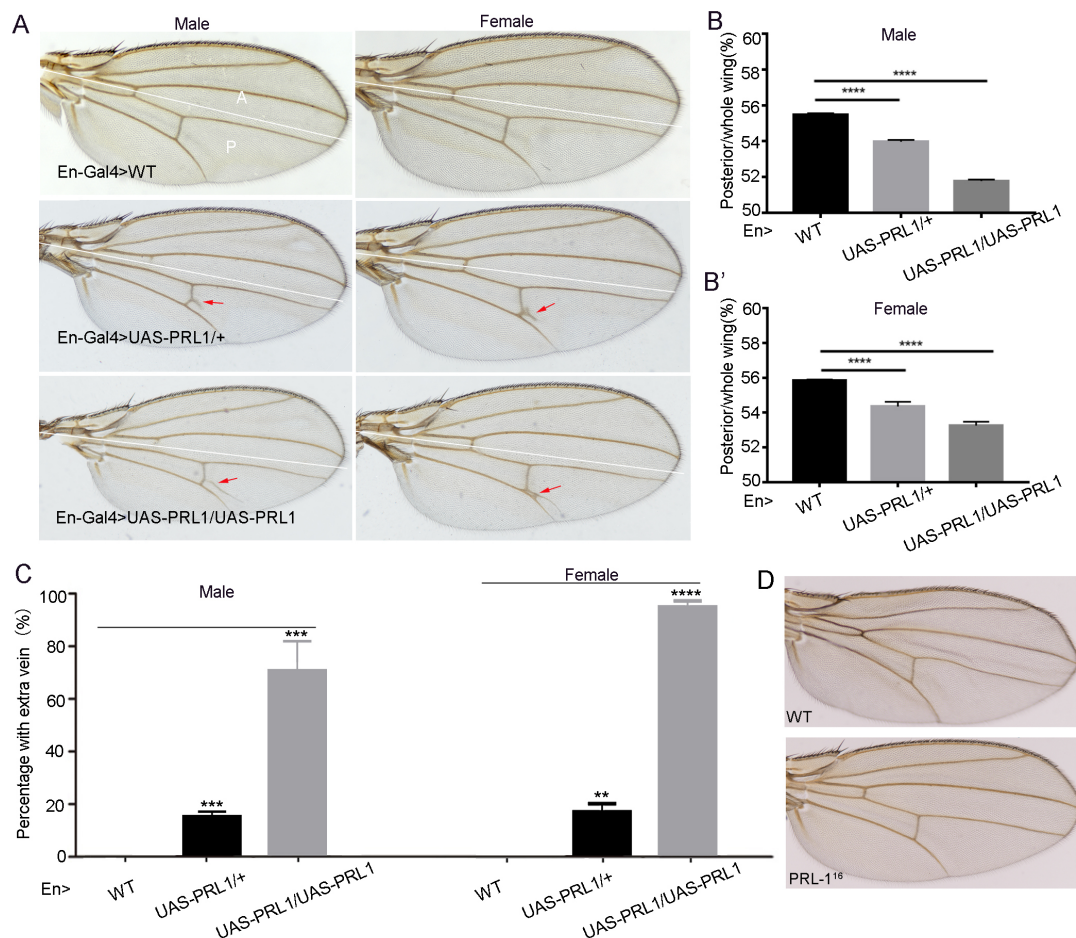 A
Male
Female
A
P
En-Gal4>WT
En-Gal4>UAS-PRL1/+
En-Gal4>UAS-PRL1/UAS-PRL1
B
Male
Posterior/whole wing(%)
60
58
56
54
52
50
****
****
En>
WT
UAS-PRL1/+
UAS-PRL1/UAS-PRL1
B'
Female
Posterior/whole wing(%)
60
58
56
54
52
50
****
****
En>
WT
UAS-PRL1/+
UAS-PRL1/UAS-PRL1
C
Male
Female
Percentage with extra vein (%)
100
80
60
40
20
0
***
***
**
****
En>
WT
UAS-PRL1/+
UAS-PRL1/UAS-PRL1
WT
UAS-PRL1/+
UAS-PRL1/UAS-PRL1
D
WT
PRL-1¹⁶